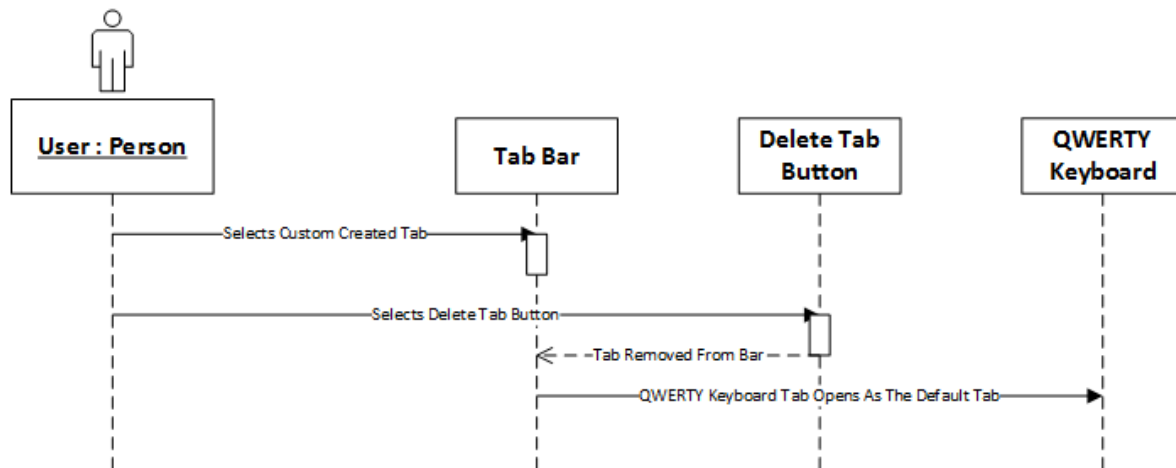 User : Person
Tab Bar
Delete Tab
Button
QWERTY
Keyboard
Selects Custom Created Tab
Selects Delete Tab Button
Tab Removed From Bar
QWERTY Keyboard Tab Opens As The Default Tab